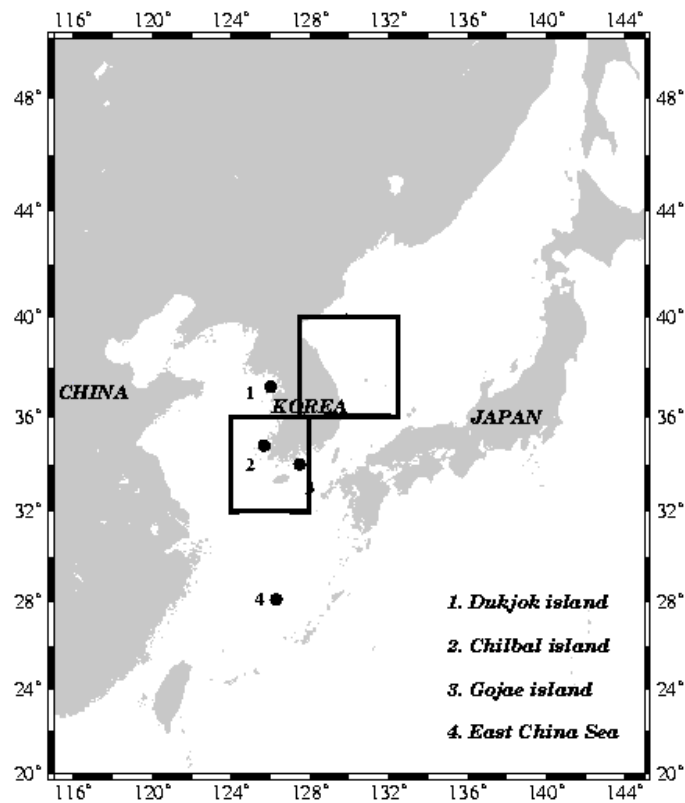 116° 120° 124° 128° 132° 136° 140° 144°
48° 48°
44° 44°
40° 40°
1
CHINA
KOREA
36° JAPAN 36°
2
3
32° 32°
4
28° 1. Dukjok island 28°
2. Chilbal island
24° 3. Gojae island 24°
4. East China Sea
20° 20°
116° 120° 124° 128° 132° 136° 140° 144°